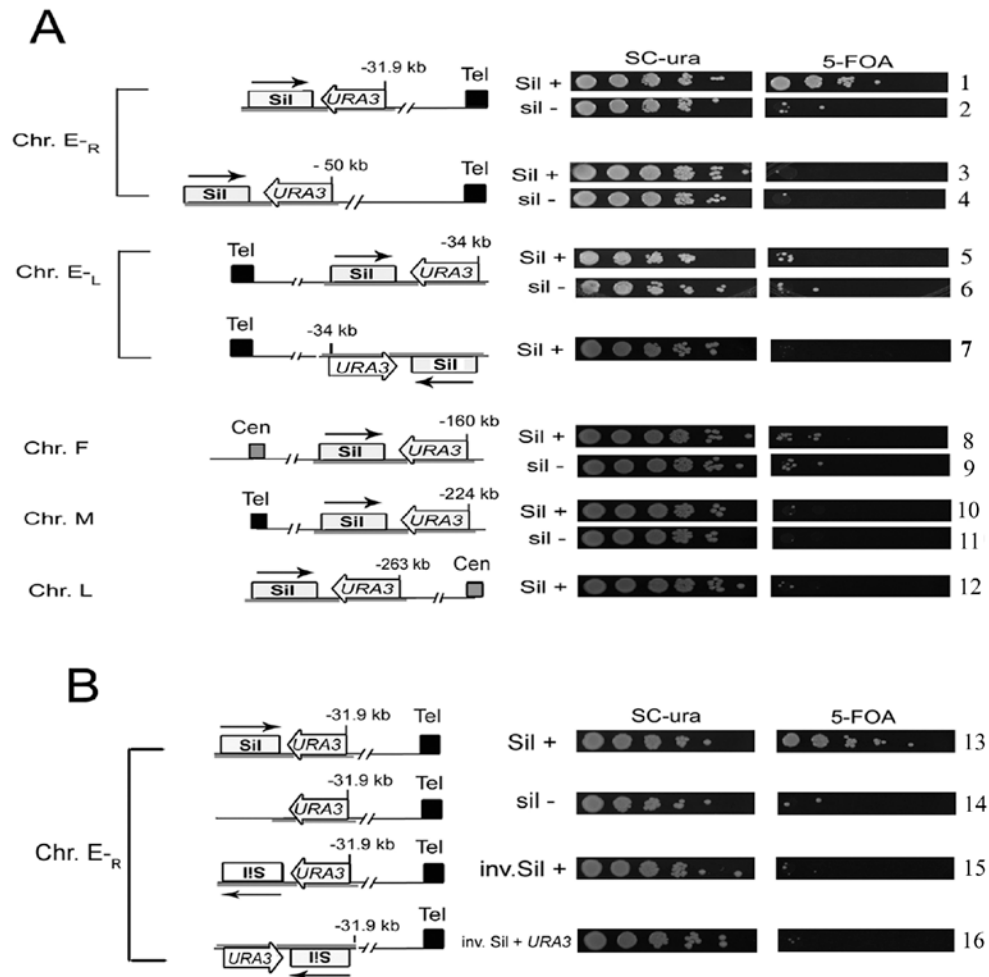 A
SC-ura 5-FOA
-31.9 kb Tel
Sil URA3 Sil + 1
sil - 2
Chr. E-R
- 50 kb Tel
Sil URA3 Sil + 3
sil - 4
Tel -34 kb
Chr. E-L Sil URA3 Sil + 5
sil - 6
Tel -34 kb
URA3 Sil Sil + 7
Cen -160 kb
Chr. F Sil URA3 Sil + 8
sil - 9
Tel -224 kb
Chr. M Sil URA3 Sil + 10
sil - 11
-263 kb Cen
Chr. L Sil URA3 Sil + 12
B
SC-ura 5-FOA
-31.9 kb Tel
Sil URA3 Sil + 13
-31.9 kb Tel
URA3 sil - 14
Chr. E-R
-31.9 kb Tel
Sil URA3 inv.Sil + 15
-31.9 kb Tel
URA3 Sil inv. Sil + URA3 16